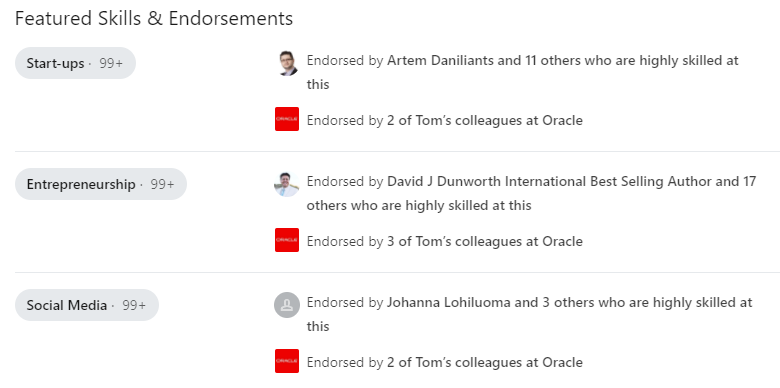 Featured Skills & Endorsements
Start-ups · 99+
Endorsed by Artem Daniliants and 11 others who are highly skilled at
this
ORACLE
Endorsed by 2 of Tom's colleagues at Oracle
Entrepreneurship · 99+
Endorsed by David J Dunworth International Best Selling Author and 17
others who are highly skilled at this
ORACLE
Endorsed by 3 of Tom's colleagues at Oracle
Social Media · 99+
Endorsed by Johanna Lohiluoma and 3 others who are highly skilled at
this
ORACLE
Endorsed by 2 of Tom's colleagues at Oracle